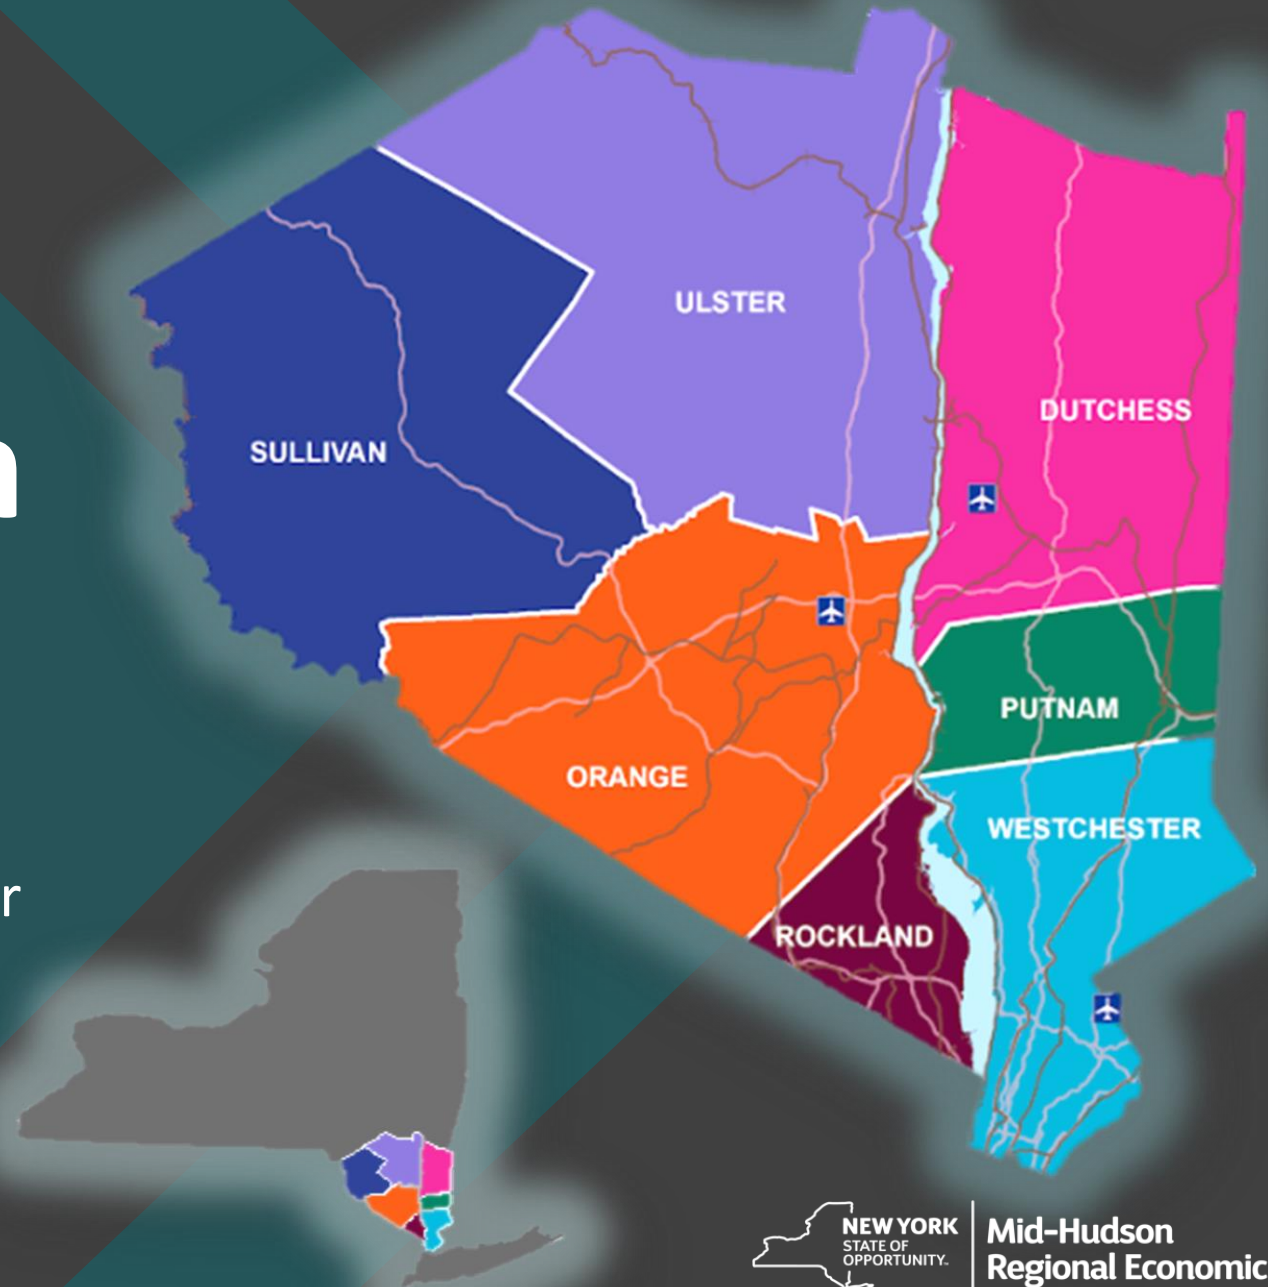 ULSTER
DUTCHESS
SULLIVAN
PUTNAM
ORANGE
WESTCHESTER
ROCKLAND
n
r
NEW YORK
STATE OF
OPPORTUNITY.
Mid-Hudson
Regional Economic